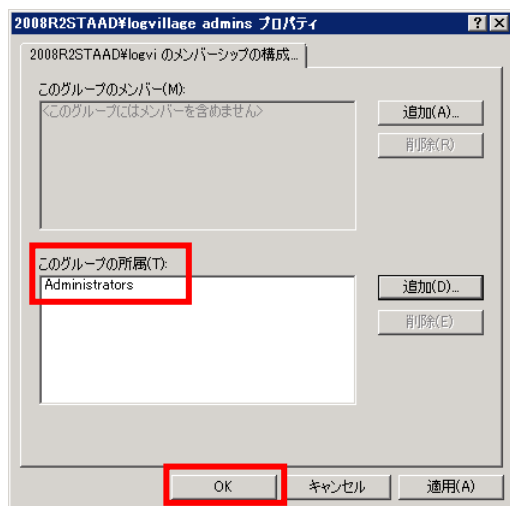 2008R2STAAD¥logvillage admins プロパティ
2008R2STAAD¥logvi のメンバーシップの構成...
このグループのメンバー(M):
<このグループにはメンバーを含めません>
追加(A)...
削除(R)
このグループの所属(T):
Administrators
追加(D)...
削除(E)
OK
キャンセル
適用(A)